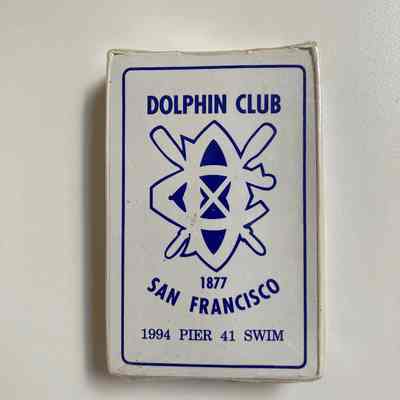 DOLPHIN CLUB
1877
SAN FRANCISCO
1994 PIER 41 SWIM